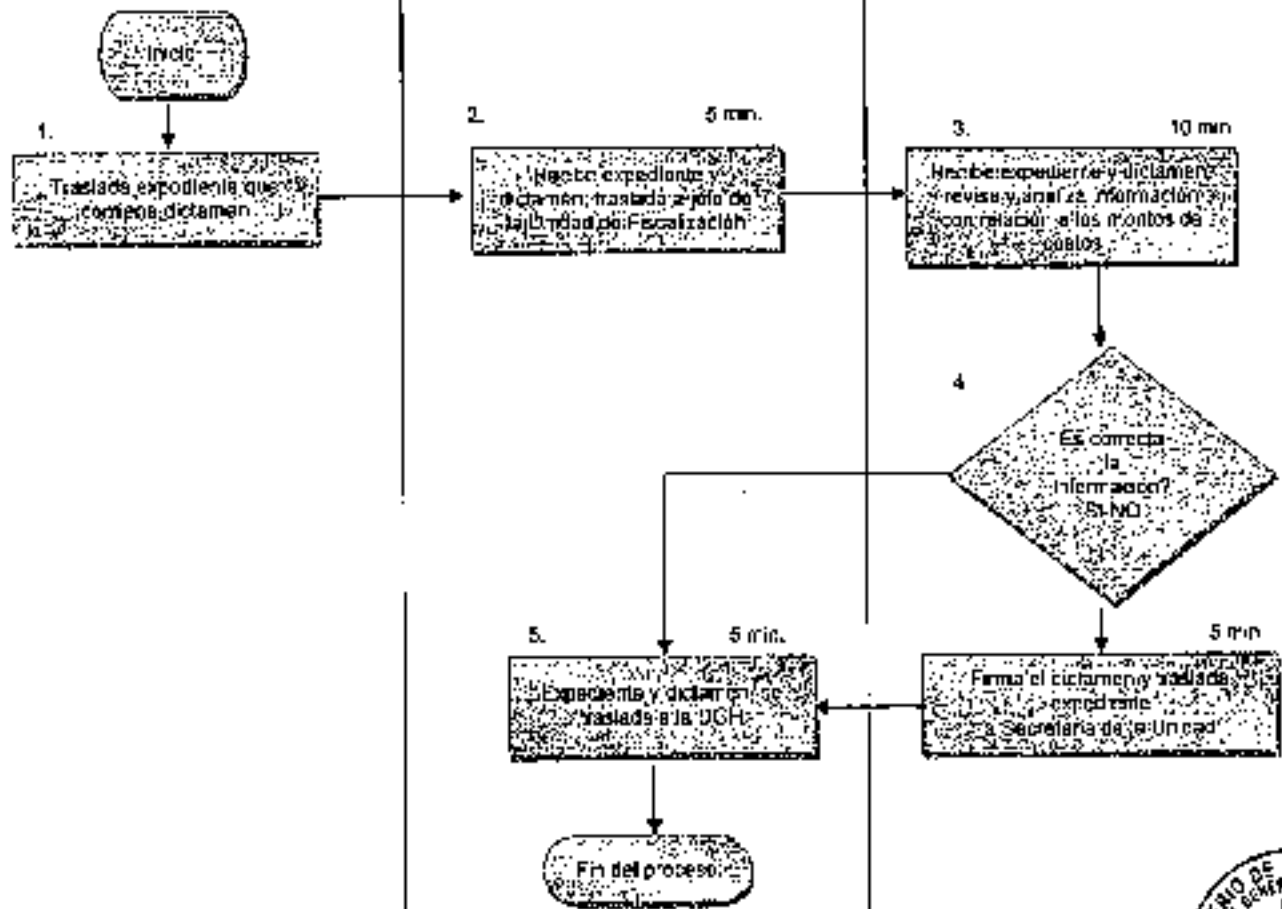 Inicio
1.
Traslada expediente que
contiene dictamen
2.
5 min.
Recibe expediente y
dictamen, traslada a jefe de
la Unidad de Fiscalización
3.
10 min
Recibe expediente y dictamen,
revisa y analiza información
con relación a los montos de
costos
4
Es correcta
la
información?
SI-NO
5 min
Firma el dictamen y traslada
expediente
a Secretaria de la Unidad
5.
5 min.
Expediente y dictamen se
traslada a la DGH
Fin del proceso
DE